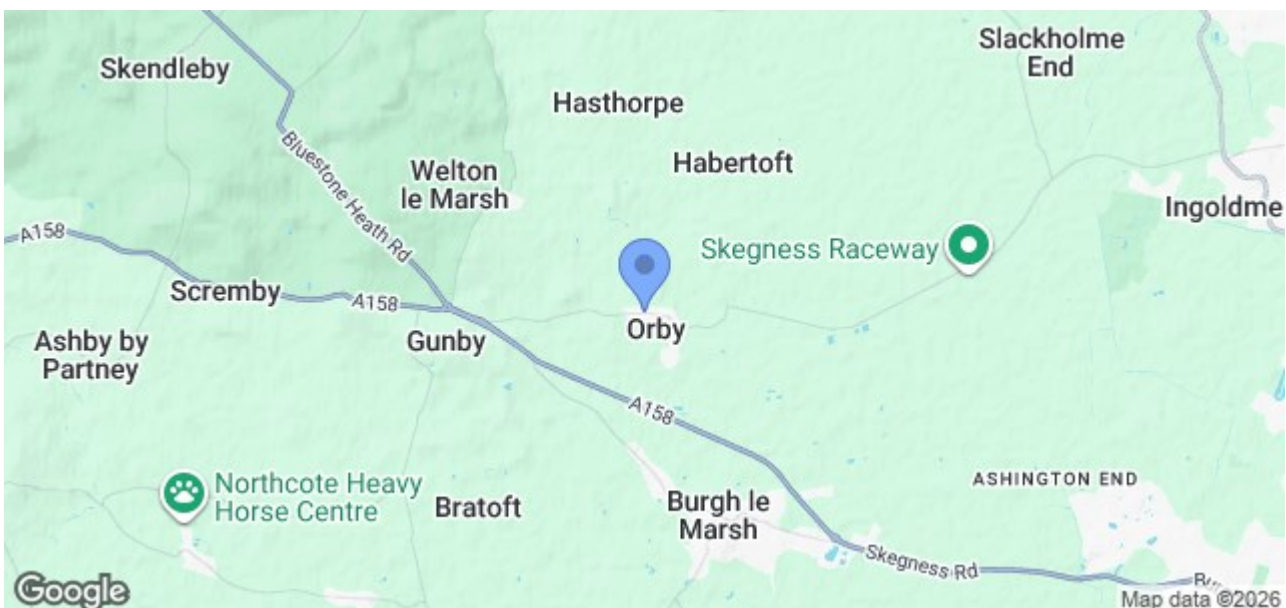 Slackholme
End
Skendleby
Hasthorpe
Habertoft
Bluestone Heath Rd
Welton
le Marsh
Ingoldme
A158
Skegness Raceway
Scremby
A158
Orby
Gunby
Ashby by
Partney
A158
Northcote Heavy
Horse Centre
Bratoft
Burgh le
Marsh
ASHINGTON END
Skegness Rd
Bur
Google
Map data ©2026